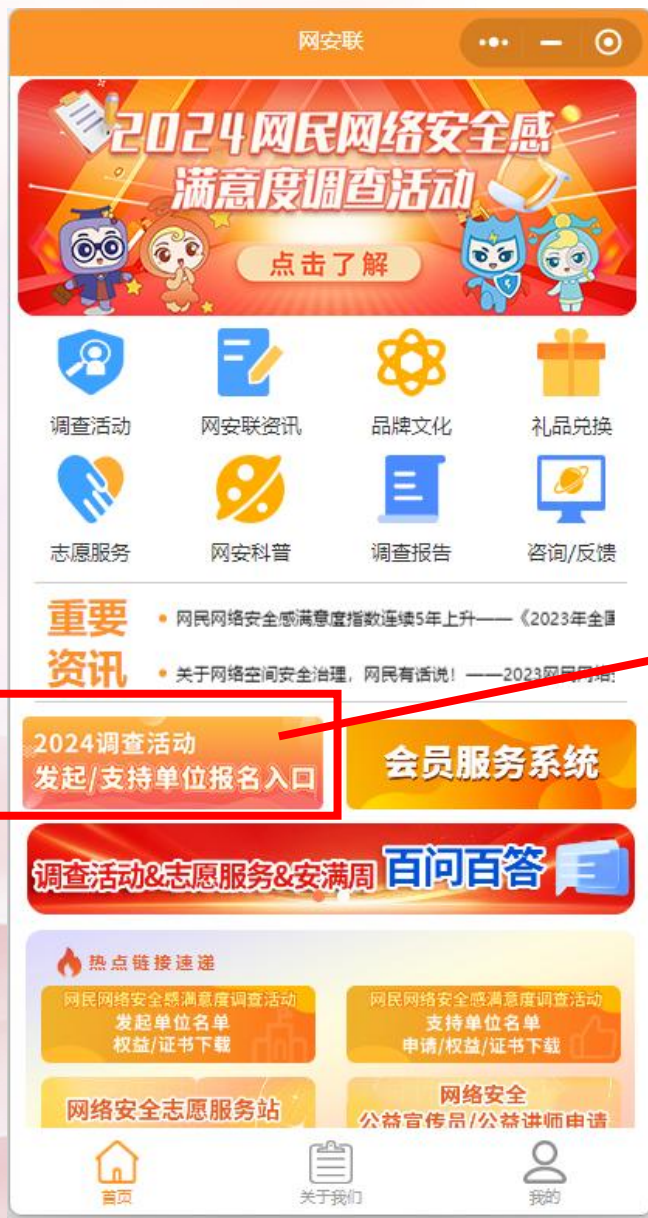 网安联
2024网民网络安全感
满意度调查活动
点击了解
调查活动
网安联资讯
品牌文化
礼品兑换
志愿服务
网安科普
调查报告
咨询/反馈
重要
资讯
网民网络安全感满意度指数连续5年上升——《2023年全国
关于网络空间安全治理，网民有话说！——2023网民网络
2024调查活动
发起/支持单位报名入口
会员服务系统
调查活动&志愿服务&安满周 百问百答
热点链接速递
网民网络安全感满意度调查活动
发起单位名单
权益/证书下载
网民网络安全感满意度调查活动
支持单位名单
申请/权益/证书下载
网络安全志愿服务站
网络安全
公益宣传员/公益讲师申请
首页
关于我们
我的